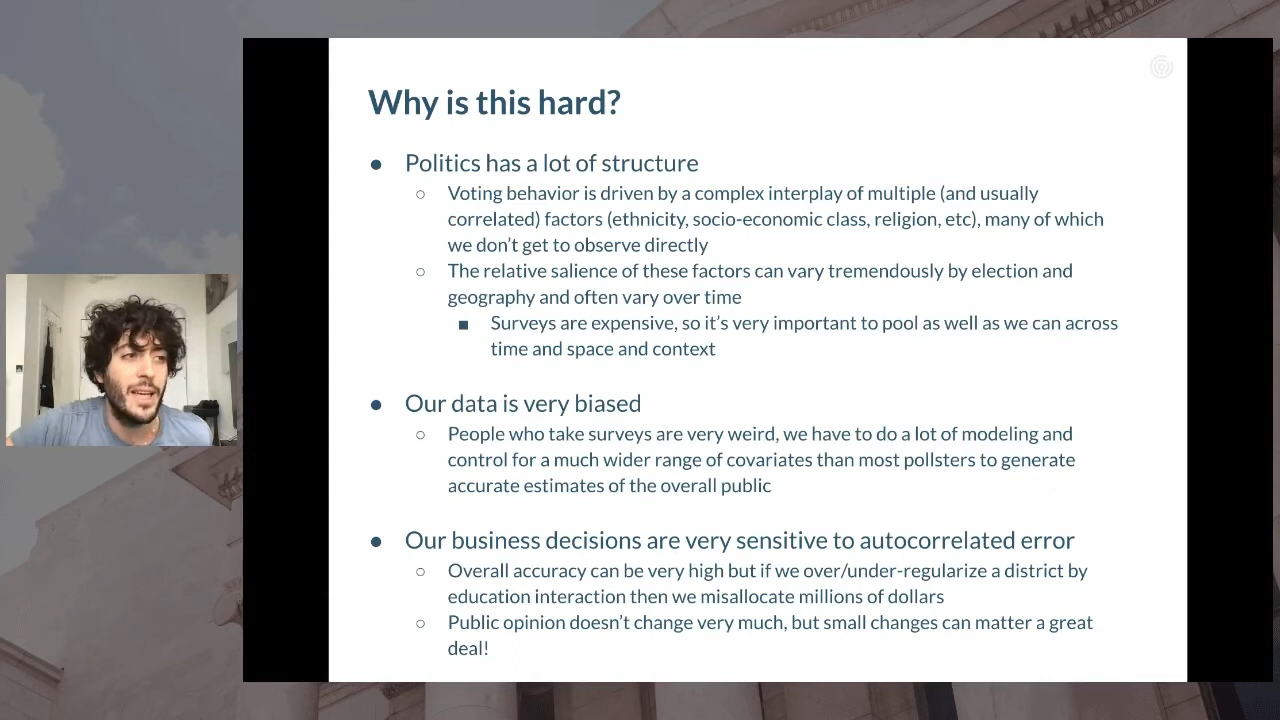 Why is this hard?
● Politics has a lot of structure
○ Voting behavior is driven by a complex interplay of multiple (and usually
correlated) factors (ethnicity, socio-economic class, religion, etc), many of which
we don't get to observe directly
○ The relative salience of these factors can vary tremendously by election and
geography and often vary over time
■ Surveys are expensive, so it's very important to pool as well as we can across
time and space and context
● Our data is very biased
○ People who take surveys are very weird, we have to do a lot of modeling and
control for a much wider range of covariates than most pollsters to generate
accurate estimates of the overall public
● Our business decisions are very sensitive to autocorrelated error
○ Overall accuracy can be very high but if we over/under-regularize a district by
education interaction then we misallocate millions of dollars
○ Public opinion doesn't change very much, but small changes can matter a great
deal!